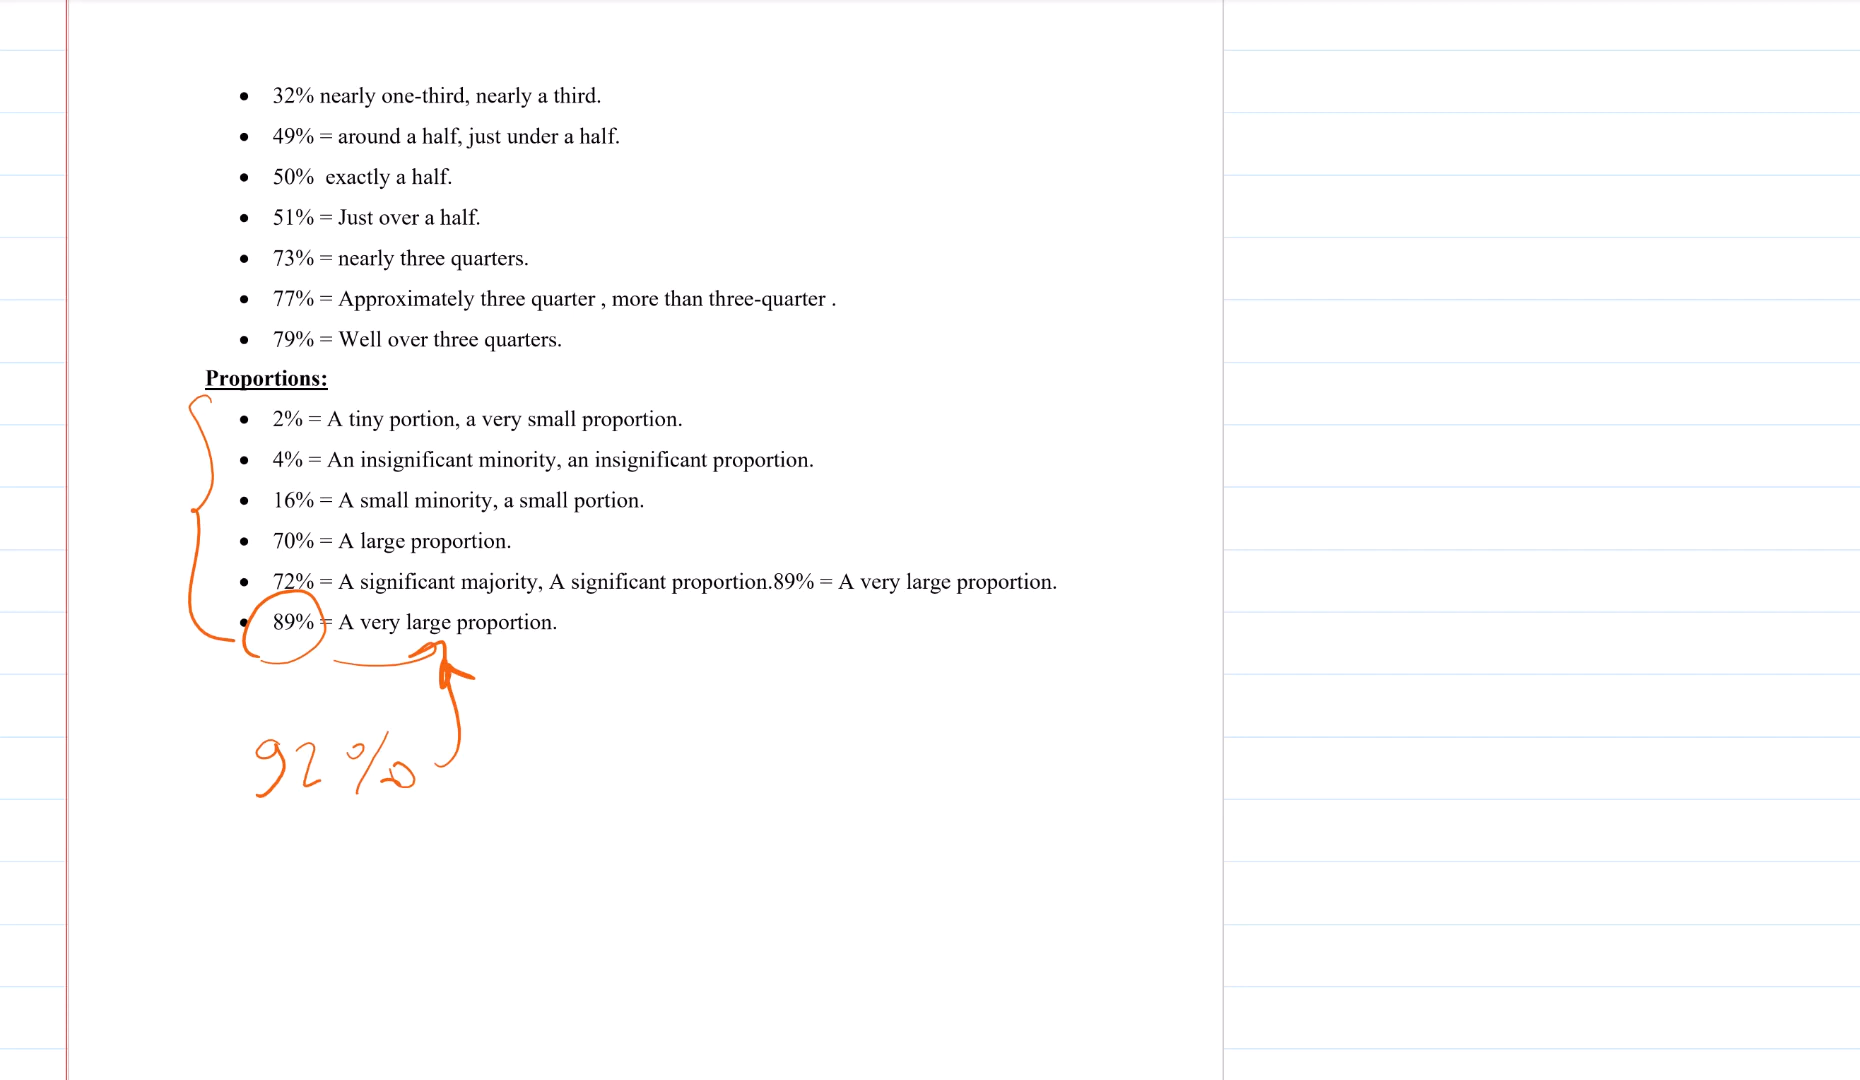 • 32% nearly one-third, nearly a third.
• 49% = around a half, just under a half.
• 50%  exactly a half.
• 51% = Just over a half.
• 73% = nearly three quarters.
• 77% = Approximately three quarter , more than three-quarter .
• 79% = Well over three quarters.
Proportions:
• 2% = A tiny portion, a very small proportion.
• 4% = An insignificant minority, an insignificant proportion.
• 16% = A small minority, a small portion.
• 70% = A large proportion.
• 72% = A significant majority, A significant proportion.89% = A very large proportion.
• 89% = A very large proportion.
92%